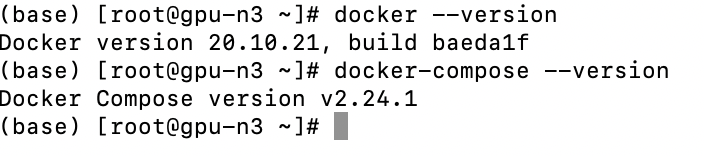 (base) [root@gpu-n3 ~]# docker --version
Docker version 20.10.21, build baeda1f
(base) [root@gpu-n3 ~]# docker-compose --version
Docker Compose version v2.24.1
(base) [root@gpu-n3 ~]#